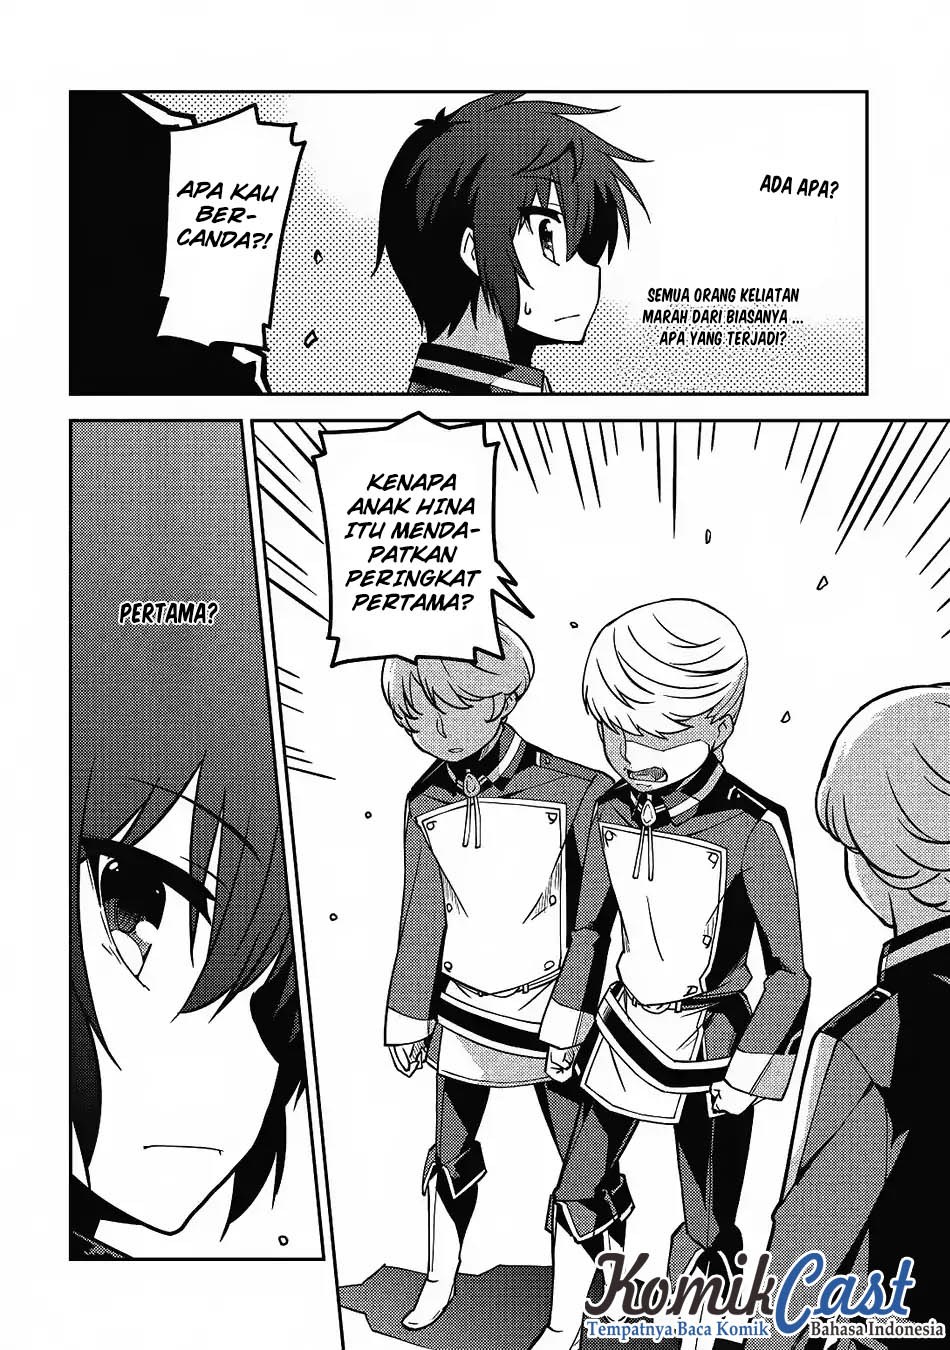 ADA APA?
SEMUA ORANG KELIATAN
MARAH DARI BIASANYA ...
APA YANG TERJADI?
APA KAU
BER-
CANDA?!
KENAPA
ANAK HINA
ITU MENDA-
PATKAN
PERINGKAT
PERTAMA?
PERTAMA?
KomikCast
Tempatnya Baca Komik Bahasa Indonesia